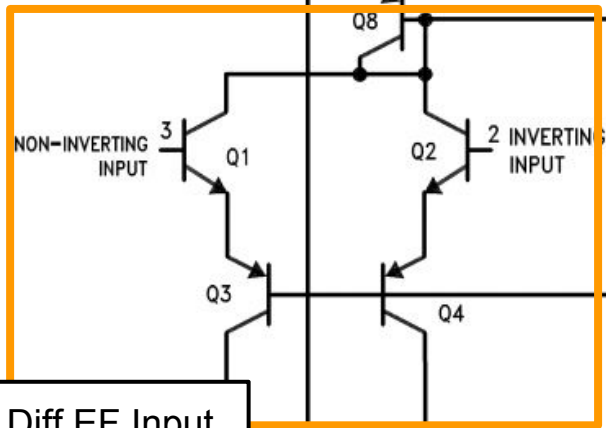 Q8
3
NON-INVERTING
INPUT
Q1
Q2
2 INVERTING
INPUT
Q3
Q4
Diff EF Input